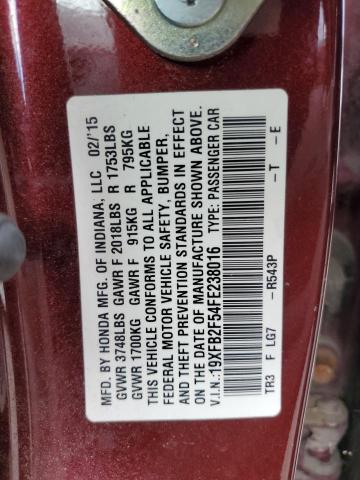 MFD. BY HONDA MFG. OF INDIANA, LLC 02/'15
GVWR 3748LBS GAWR F 2018LBS R 1753LBS
GVWR 1700KG GAWR F 915KG R 795KG
THIS VEHICLE CONFORMS TO ALL APPLICABLE
FEDERAL MOTOR VEHICLE SAFETY, BUMPER,
AND THEFT PREVENTION STANDARDS IN EFFECT
ON THE DATE OF MANUFACTURE SHOWN ABOVE.
V.I.N.:19XFB2F54FE238016 TYPE: PASSENGER CAR
TR3 F LG7 -R543P -T -E